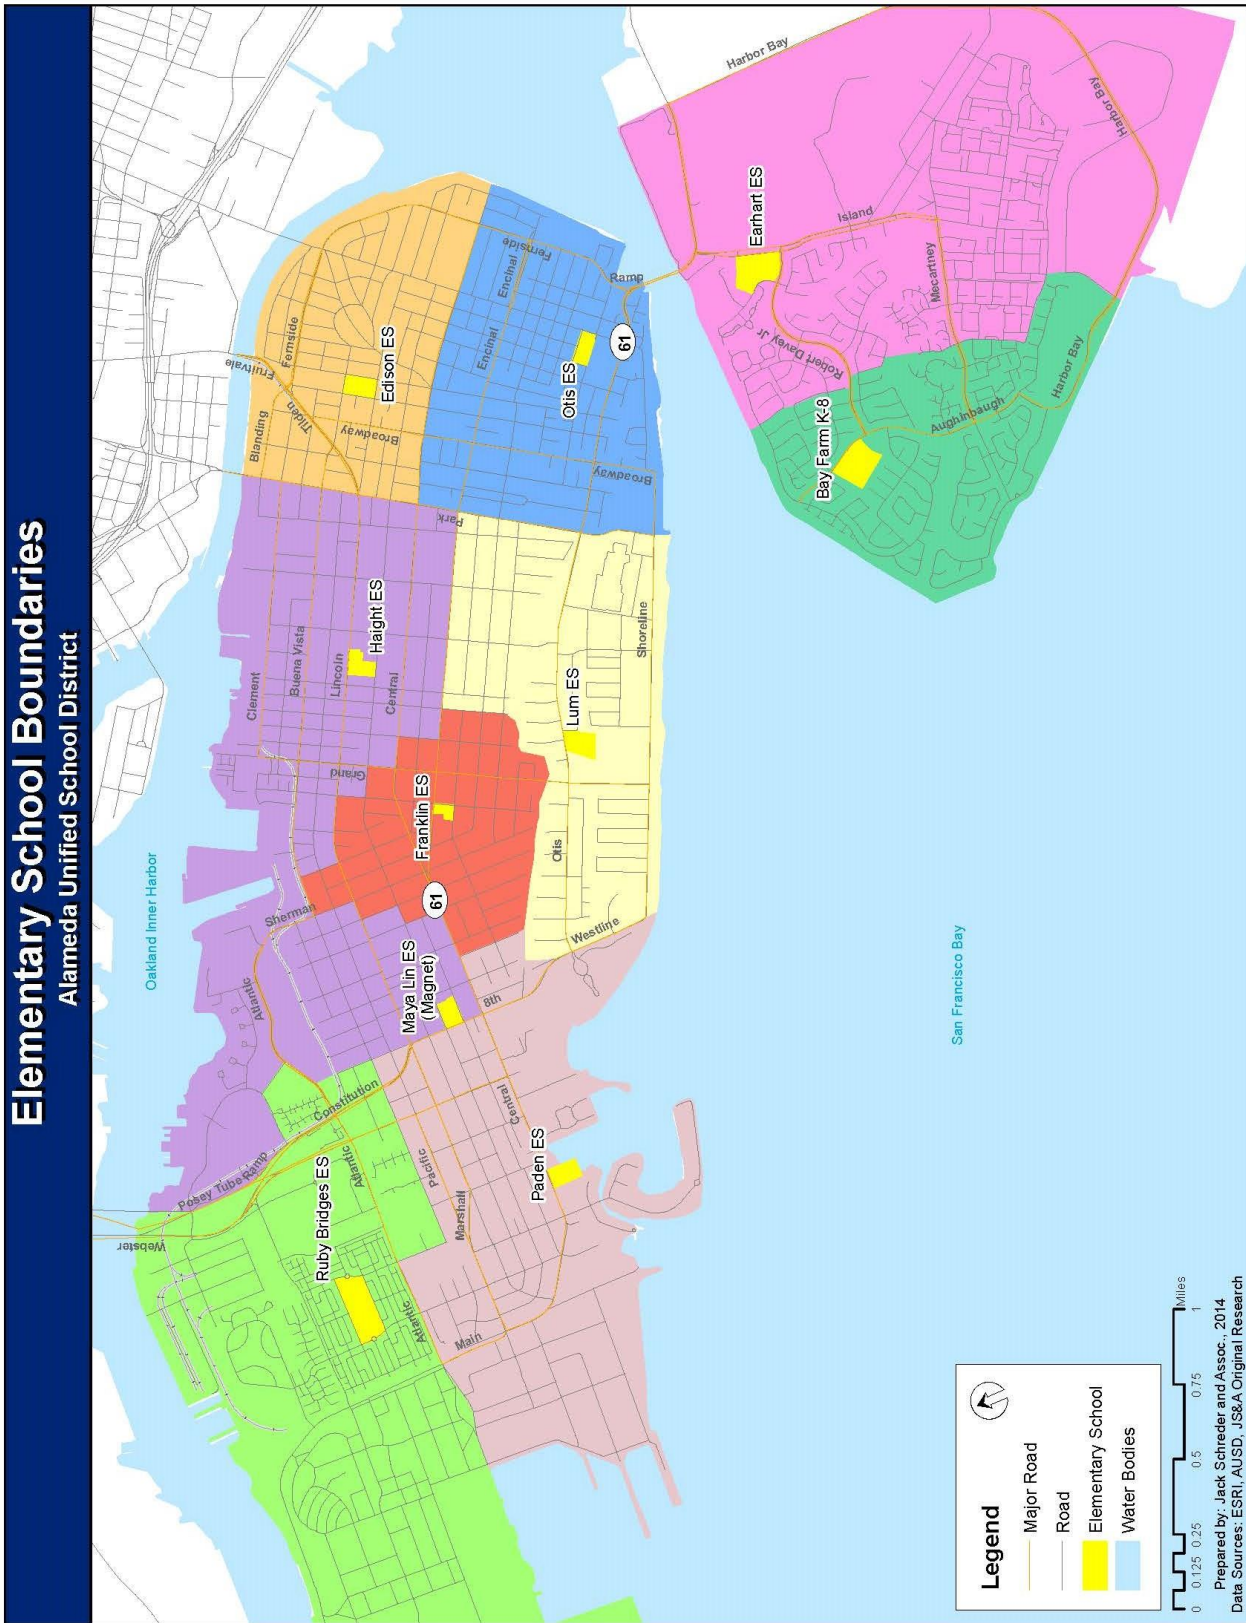 Elementary School Boundaries
Alameda Unified School District
Oakland Inner Harbor
San Francisco Bay
Webster
Posey Tube
Ramp
Constitution
Atlantic
Atlantic
Atlantic
Ruby Bridges ES
Main
Pacific
Marshall
Central
Paden ES
Sherman
Maya Lin ES
(Magnet)
8th
Westline
61
Franklin ES
Grand
Otis
Lum ES
Shoreline
Clement
Buena Vista
Lincoln
Central
Haight ES
Park
Blanding
Fruitvale
Tilden
Fernside
Broadway
Edison ES
Encinal
Encinal
Fernside
Otis ES
Broadway
61
Ramp
Harbor Bay
Harbor Bay
Earhart ES
Island
Mecartney
Robert Davey Jr
Bay Farm K-8
Aughinbaugh
Harbor Bay
Legend
Major Road
Road
Elementary School
Water Bodies
0 0.125 0.25 0.5 0.75 1
Miles
Prepared by: Jack Schreder and Assoc., 2014
Data Sources: ESRI, AUSD, JS&A Original Research